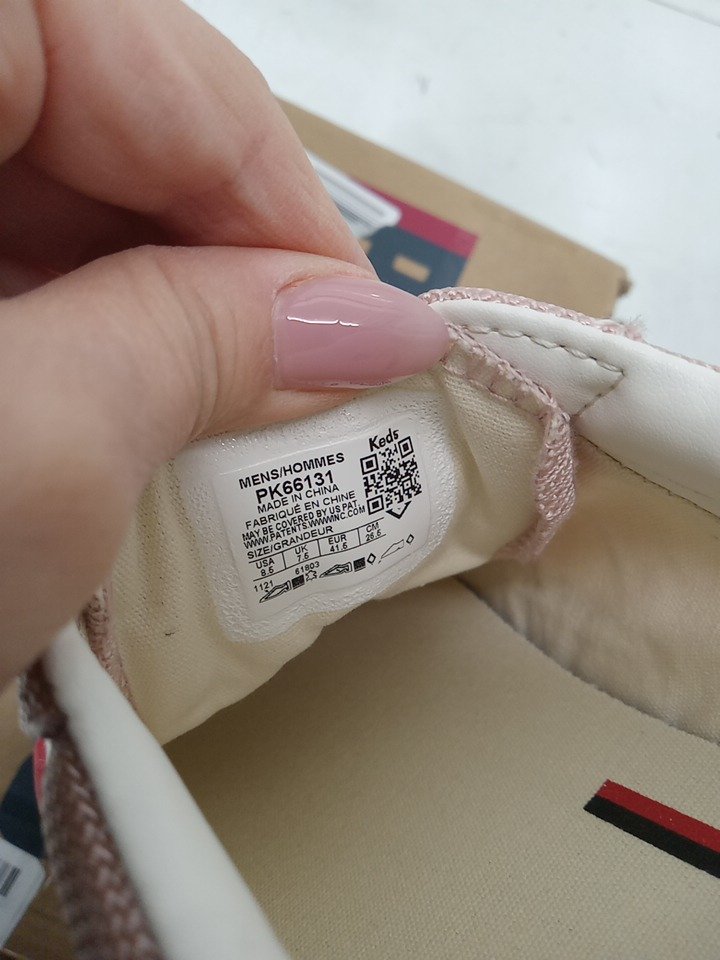 Keds
MENS/HOMMES
PK66131
MADE IN CHINA
FABRIQUÉ EN CHINE
MAY BE COVERED BY US PAT.
WWW.PATENTS.WWWINC.COM
SIZE/GRANDEUR
USA UK EUR CM
8.5 7.5 41.5 26.5
1121 61803